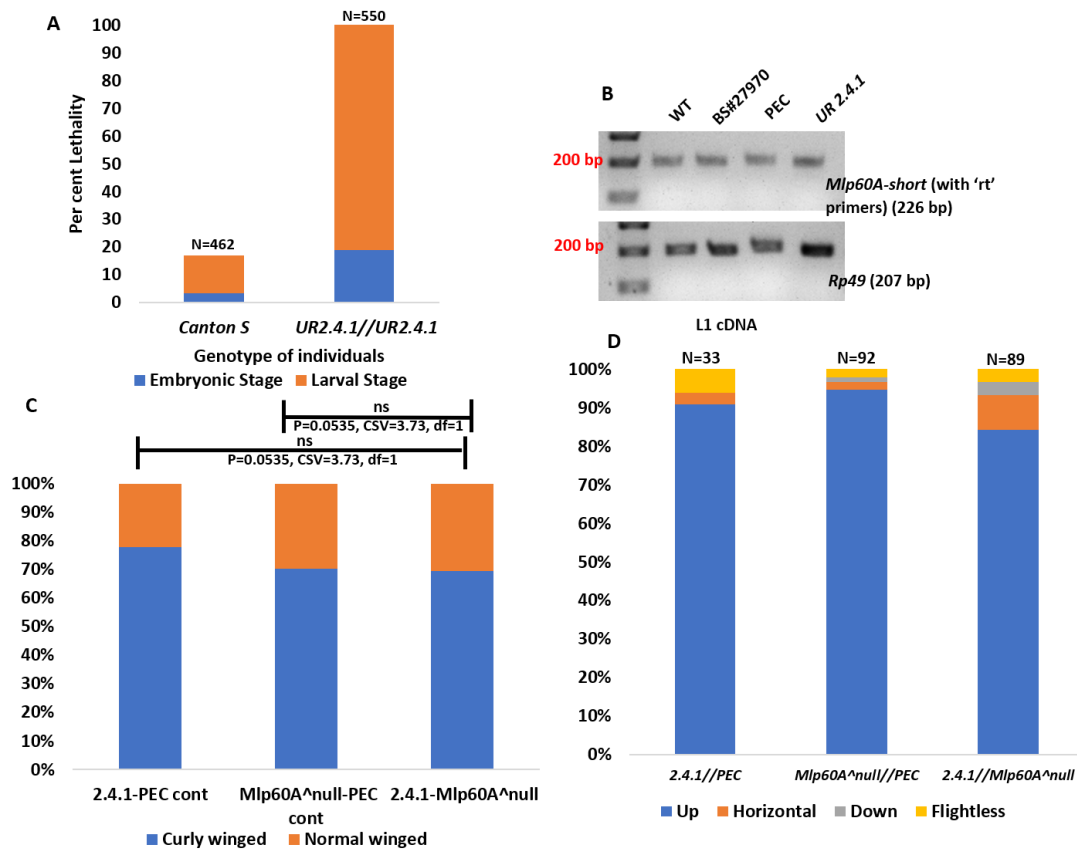 A
N=550
100
90
80
70
60
50
40
30
20
10
0
Per cent Lethality
N=462
Canton S
UR2.4.1//UR2.4.1
Genotype of individuals
Embryonic Stage
Larval Stage
B
WT
BS#27970
PEC
UR 2.4.1
200 bp
Mlp60A-short (with ‘rt’
primers) (226 bp)
200 bp
Rp49 (207 bp)
L1 cDNA
C
ns
P=0.0535, CSV=3.73, df=1
ns
P=0.0535, CSV=3.73, df=1
100%
90%
80%
70%
60%
50%
40%
30%
20%
10%
0%
2.4.1-PEC cont
Mlp60A^null-PEC
cont
2.4.1-Mlp60A^null
Curly winged
Normal winged
D
N=33
N=92
N=89
100%
90%
80%
70%
60%
50%
40%
30%
20%
10%
0%
2.4.1//PEC
Mlp60A^null//PEC
2.4.1//Mlp60A^null
Up
Horizontal
Down
Flightless